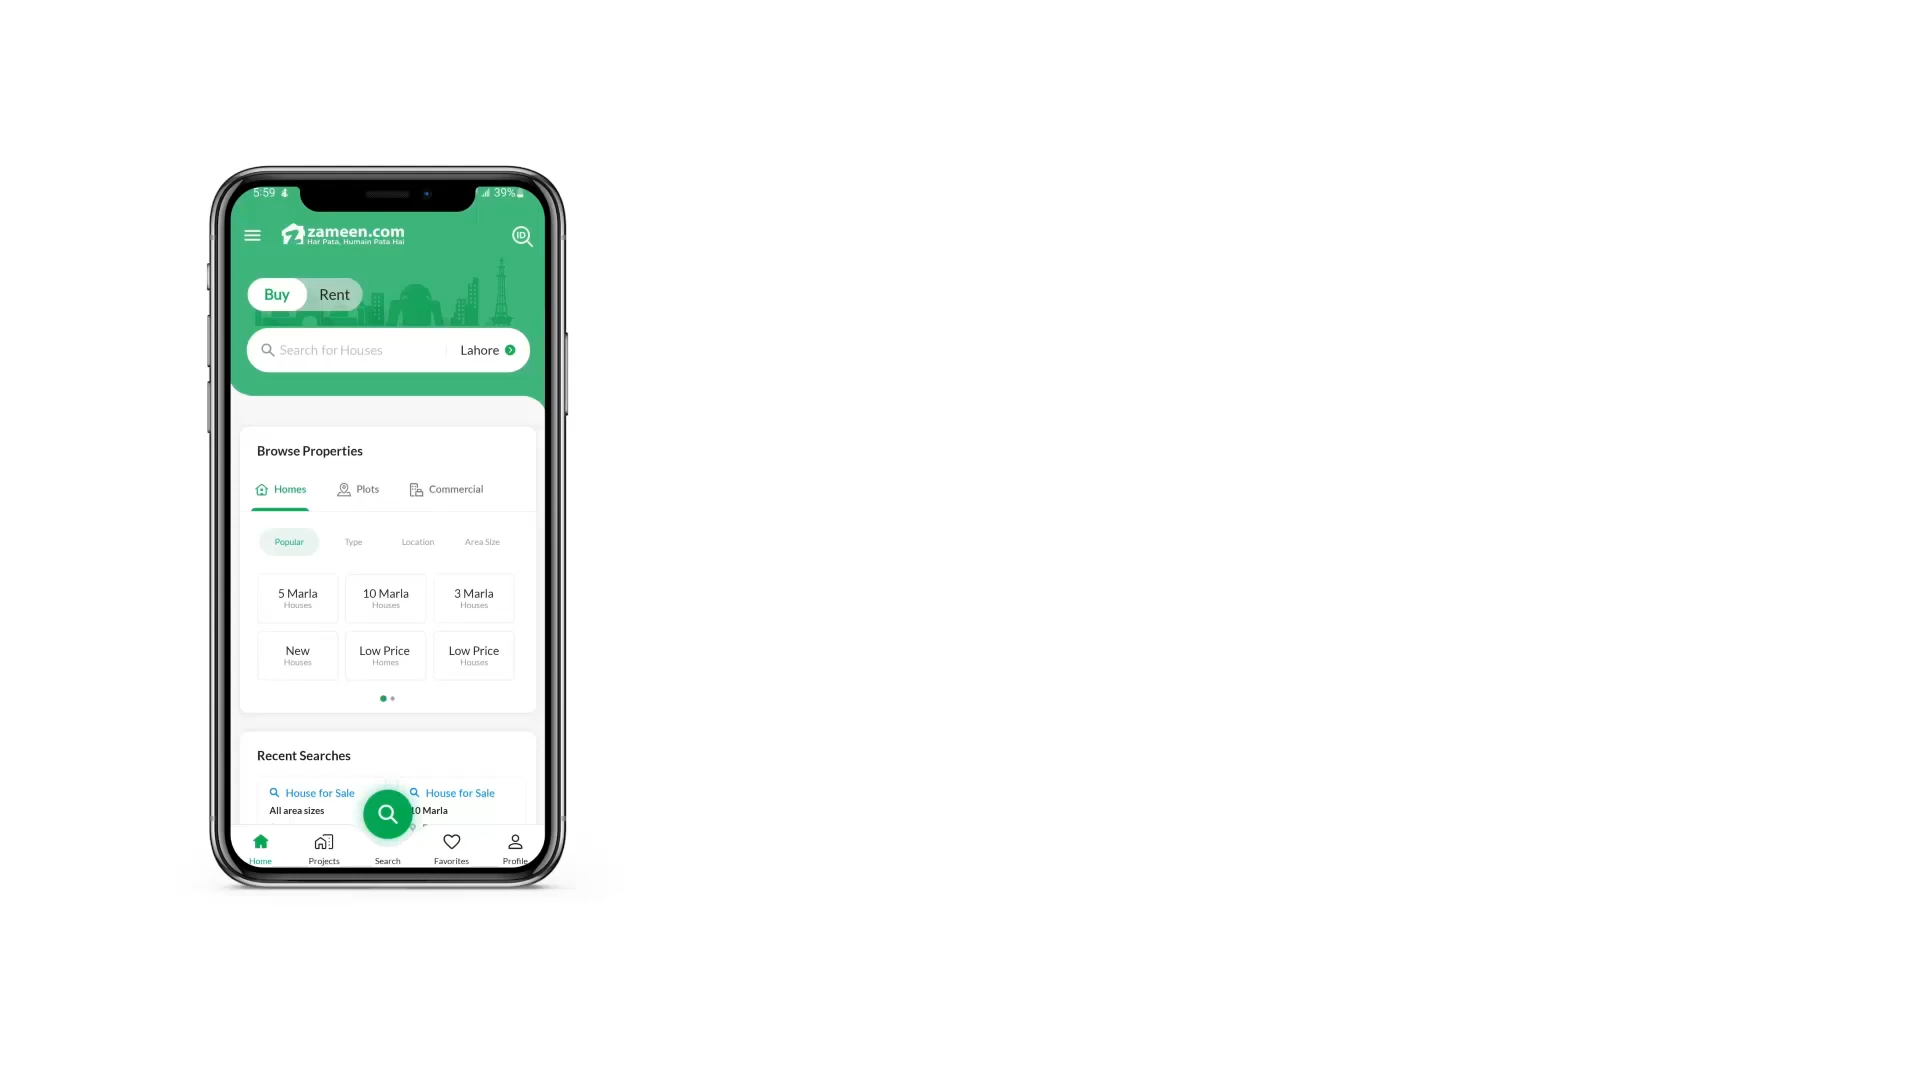 5:59
39%
zameen.com
Har Pata, Humain Pata Hai
ID
Buy Rent
Search for Houses Lahore
Browse Properties
Homes Plots Commercial
Popular Type Location Area Size
5 Marla 10 Marla 3 Marla
Houses Houses Houses
New Low Price Low Price
Houses Homes Houses
Recent Searches
House for Sale House for Sale
All area sizes 10 Marla
Home Projects Search Favorites Profile